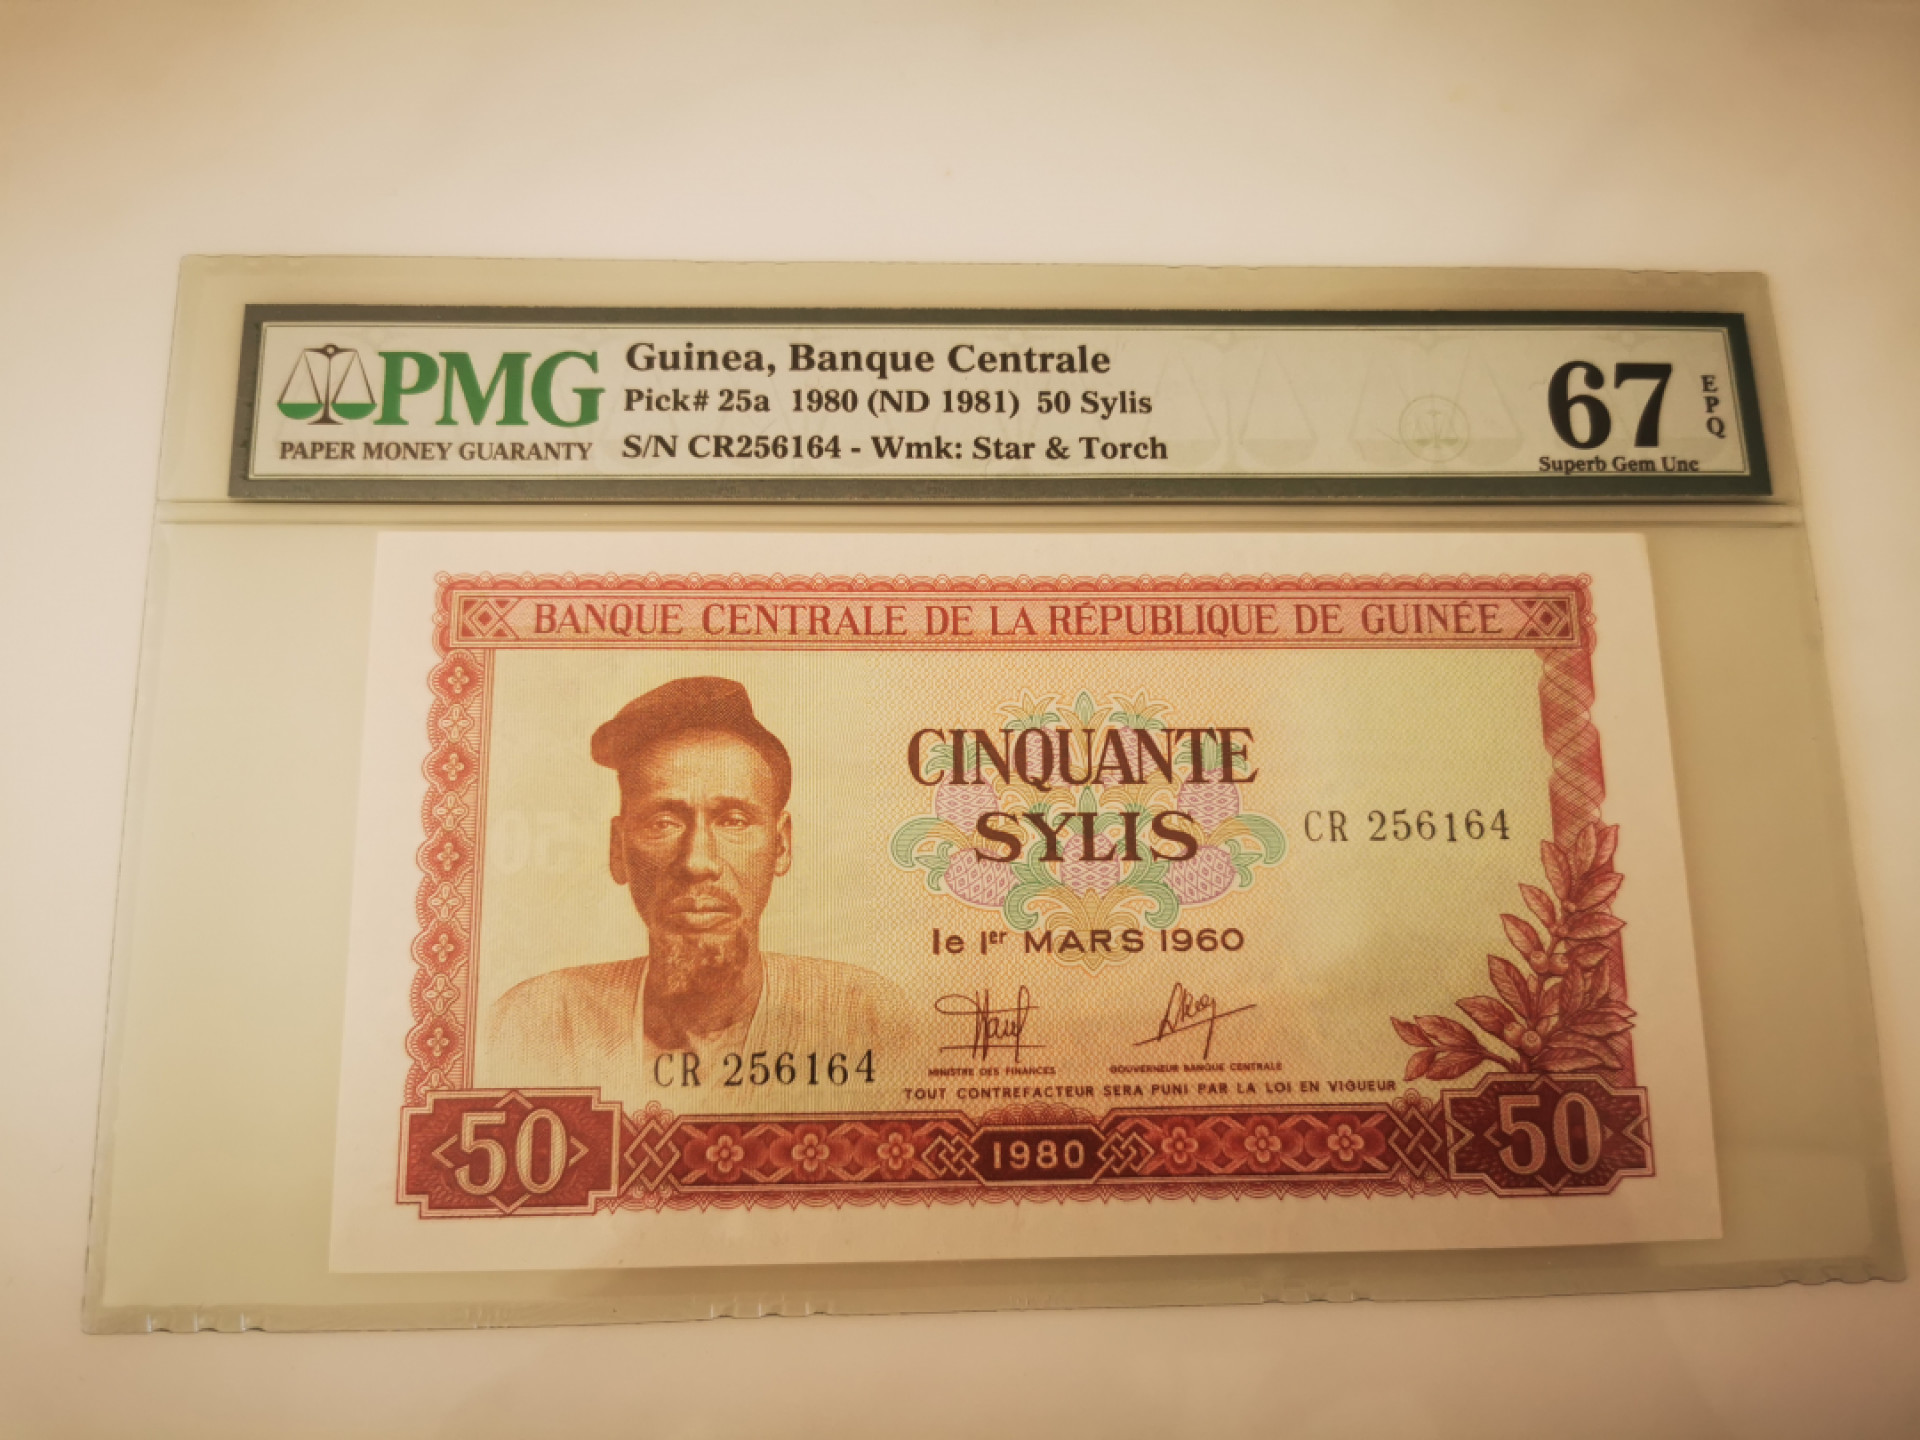 PMG
PAPER MONEY GUARANTY
Guinea, Banque Centrale
Pick# 25a 1980 (ND 1981) 50 Sylis
S/N CR256164 - Wmk: Star & Torch
67
EPQ
Superb Gem Unc
BANQUE CENTRALE DE LA RÉPUBLIQUE DE GUINÉE
CINQUANTE
SYLIS
CR 256164
le 1er MARS 1960
CR 256164
MINISTRE DES FINANCES
GOUVERNEUR BANQUE CENTRALE
TOUT CONTREFACTEUR SERA PUNI PAR LA LOI EN VIGUEUR
50
1980
50